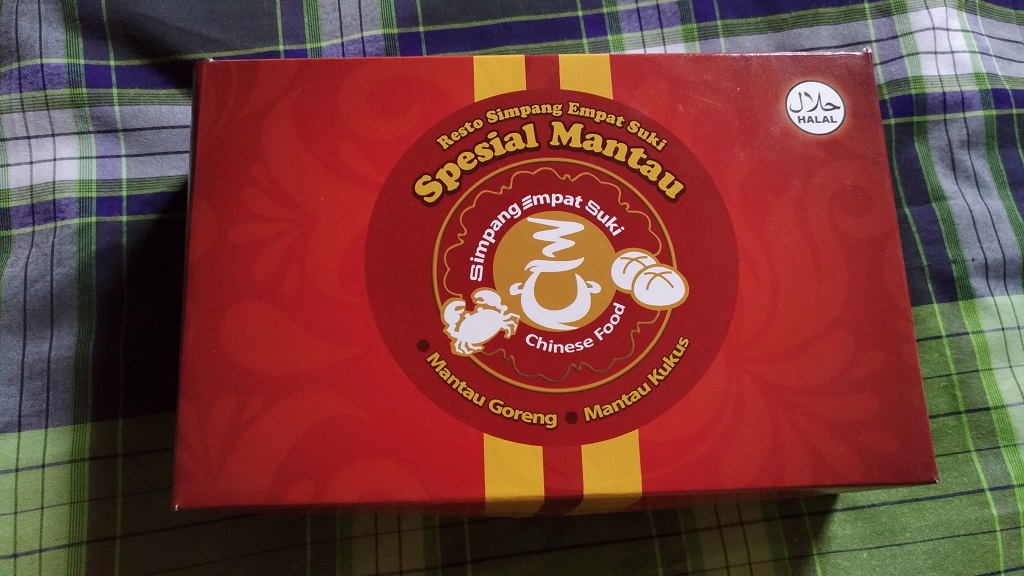 حلال
HALAL
Resto Simpang Empat Suki
Spesial Mantau
Simpang Empat Suki
Chinese Food
• Mantau Goreng • Mantau Kukus